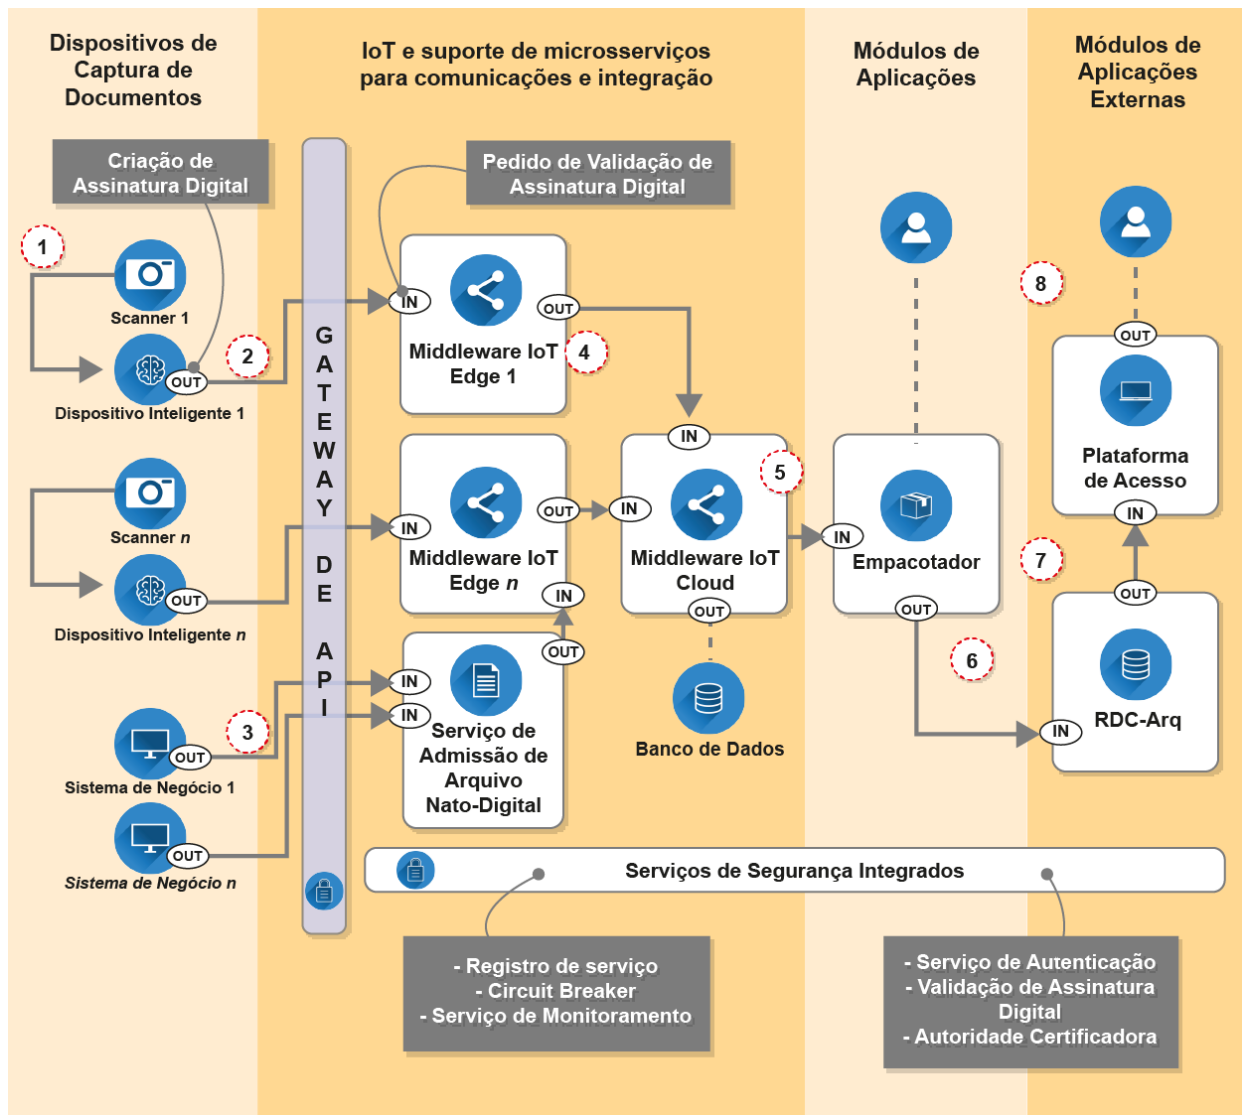 Dispositivos de
Captura de
Documentos
IoT e suporte de microsserviços
para comunicações e integração
Módulos de
Aplicações
Módulos de
Aplicações
Externas
Criação de
Assinatura Digital
Pedido de Validação de
Assinatura Digital
1
Scanner 1
OUT
Dispositivo Inteligente 1
2
Scanner n
OUT
Dispositivo Inteligente n
OUT
3
Sistema de Negócio 1
OUT
Sistema de Negócio n
GATEWAY DE API
IN
OUT
Middleware IoT
Edge 1
4
IN
OUT
Middleware IoT
Edge n
IN
OUT
IN
IN
Serviço de
Admissão de
Arquivo
Nato-Digital
IN
IN
5
Middleware IoT
Cloud
OUT
Banco de Dados
IN
Empacotador
OUT
6
8
OUT
Plataforma
de Acesso
IN
7
OUT
IN
RDC-Arq
Serviços de Segurança Integrados
- Registro de serviço
- Circuit Breaker
- Serviço de Monitoramento
- Serviço de Autenticação
- Validação de Assinatura
Digital
- Autoridade Certificadora